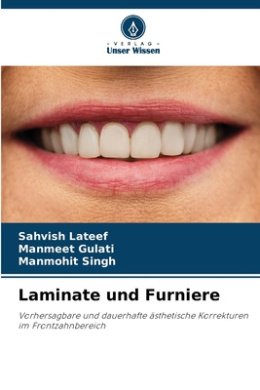 • VERLAG •
Unser Wissen
Sahvish Lateef
Manmeet Gulati
Manmohit Singh
Laminate und Furniere
Vorhersagbare und dauerhafte ästhetische Korrekturen
im Frontzahnbereich